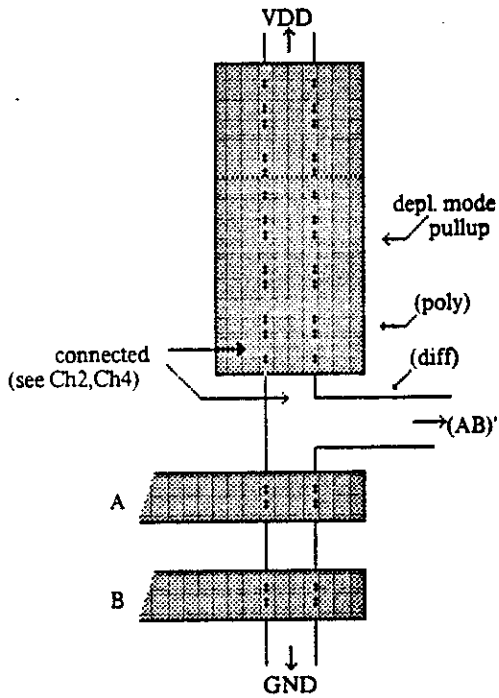 VDD
depl. mode
pullup
(poly)
connected
(see Ch2,Ch4)
(diff)
(AB)'
A
B
GND